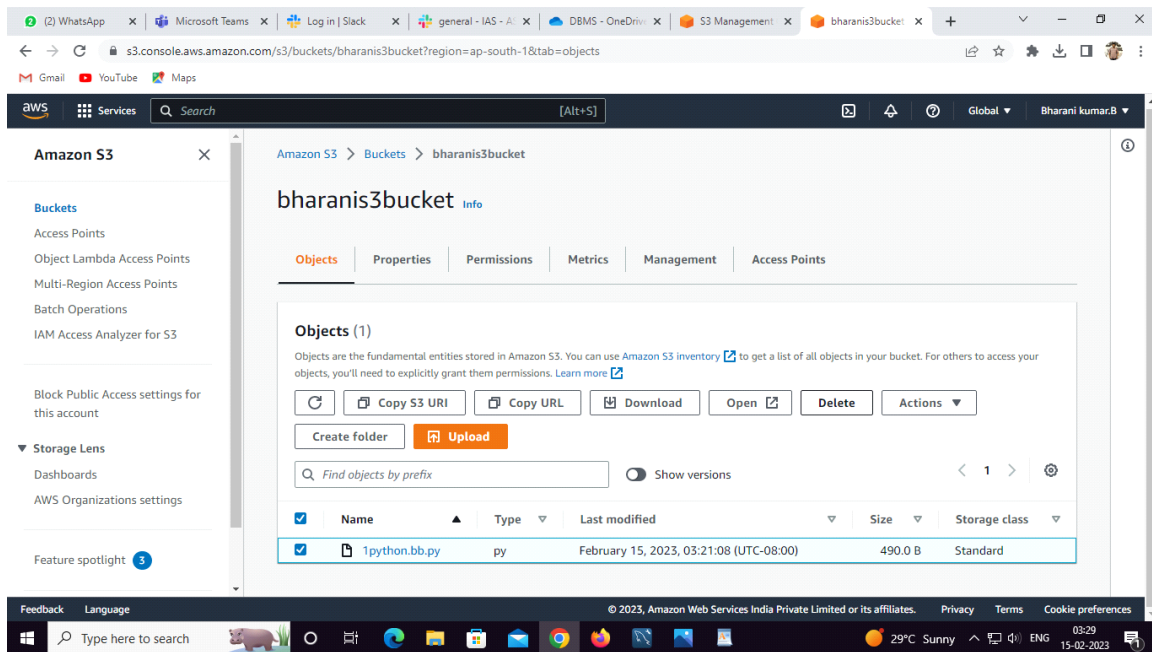 (2) WhatsApp
Microsoft Teams
Log in | Slack
general - IAS - A
DBMS - OneDrive
S3 Management
bharanis3bucket
s3.console.aws.amazon.com/s3/buckets/bharanis3bucket?region=ap-south-1&tab=objects
Gmail YouTube Maps
aws Services Search [Alt+S] Global Bharani kumar.B
Amazon S3
Buckets
Access Points
Object Lambda Access Points
Multi-Region Access Points
Batch Operations
IAM Access Analyzer for S3
Block Public Access settings for
this account
Storage Lens
Dashboards
AWS Organizations settings
Feature spotlight 3
Amazon S3 > Buckets > bharanis3bucket
bharanis3bucket Info
Objects Properties Permissions Metrics Management Access Points
Objects (1)
Objects are the fundamental entities stored in Amazon S3. You can use Amazon S3 inventory to get a list of all objects in your bucket. For others to access your
objects, you'll need to explicitly grant them permissions. Learn more
Copy S3 URI Copy URL Download Open Delete Actions
Create folder Upload
Find objects by prefix Show versions 1
Name Type Last modified Size Storage class
1python.bb.py py February 15, 2023, 03:21:08 (UTC-08:00) 490.0 B Standard
Feedback Language © 2023, Amazon Web Services India Private Limited or its affiliates. Privacy Terms Cookie preferences
Type here to search 29°C Sunny ENG 03:29
15-02-2023 1